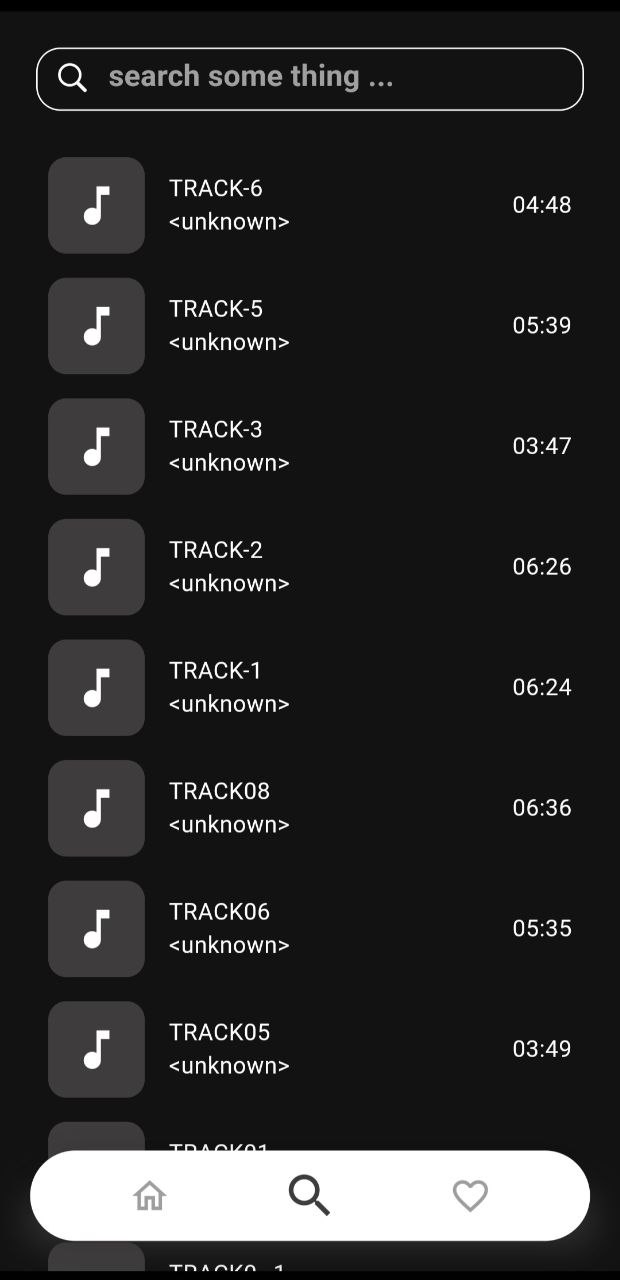 search some thing ...
TRACK-6
<unknown>
04:48
TRACK-5
<unknown>
05:39
TRACK-3
<unknown>
03:47
TRACK-2
<unknown>
06:26
TRACK-1
<unknown>
06:24
TRACK08
<unknown>
06:36
TRACK06
<unknown>
05:35
TRACK05
<unknown>
03:49
TRACK01